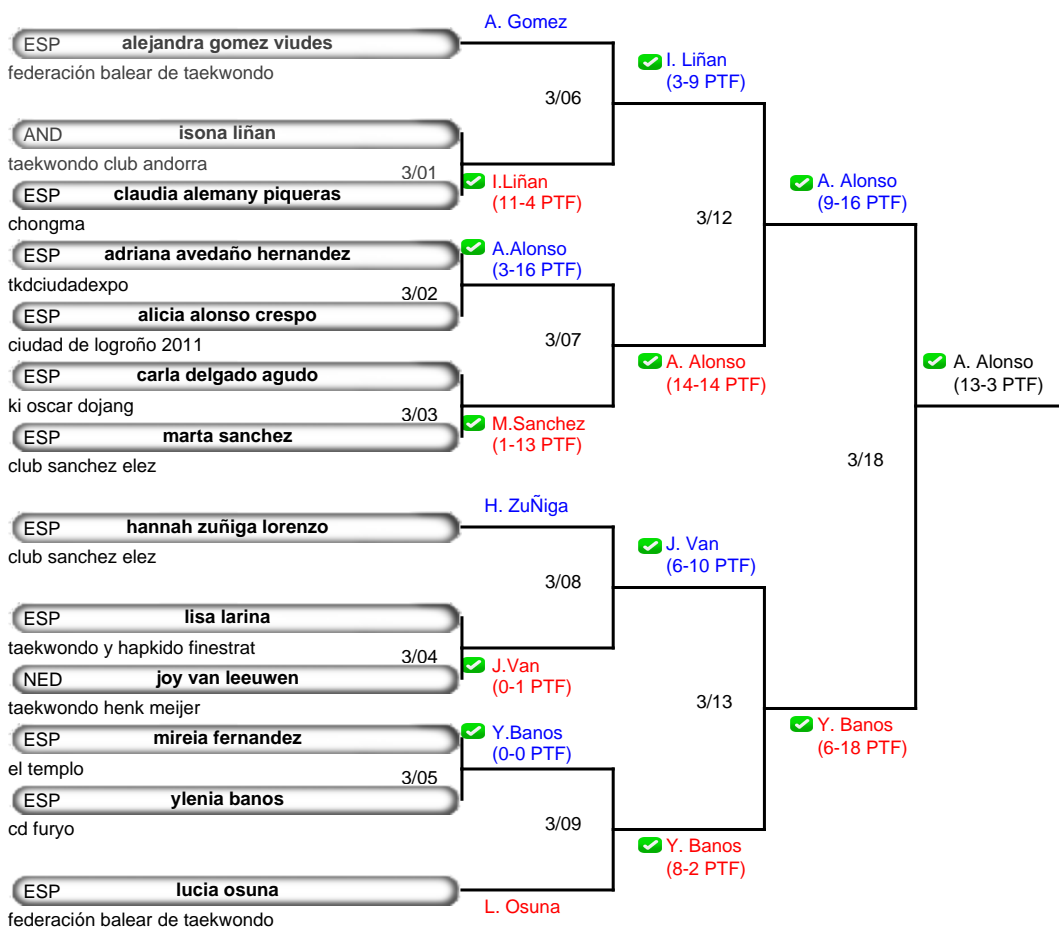 ESP alejandra gomez viudes
federación balear de taekwondo
AND isona liñan
taekwondo club andorra
3/01
ESP claudia alemany piqueras
chongma
ESP adriana avedaño hernandez
tkdciudadexpo
3/02
ESP alicia alonso crespo
ciudad de logroño 2011
ESP carla delgado agudo
ki oscar dojang
3/03
ESP marta sanchez
club sanchez elez
ESP hannah zuñiga lorenzo
club sanchez elez
ESP lisa larina
taekwondo y hapkido finestrat
3/04
NED joy van leeuwen
taekwondo henk meijer
ESP mireia fernandez
el templo
3/05
ESP ylenia banos
cd furyo
ESP lucia osuna
federación balear de taekwondo
A. Gomez
3/06
I.Liñan
(11-4 PTF)
A.Alonso
(3-16 PTF)
3/07
M.Sanchez
(1-13 PTF)
H. ZuÑiga
3/08
J.Van
(0-1 PTF)
Y.Banos
(0-0 PTF)
3/09
L. Osuna
I. Liñan
(3-9 PTF)
3/12
A. Alonso
(14-14 PTF)
J. Van
(6-10 PTF)
3/13
Y. Banos
(8-2 PTF)
A. Alonso
(9-16 PTF)
3/18
Y. Banos
(6-18 PTF)
A. Alonso
(13-3 PTF)